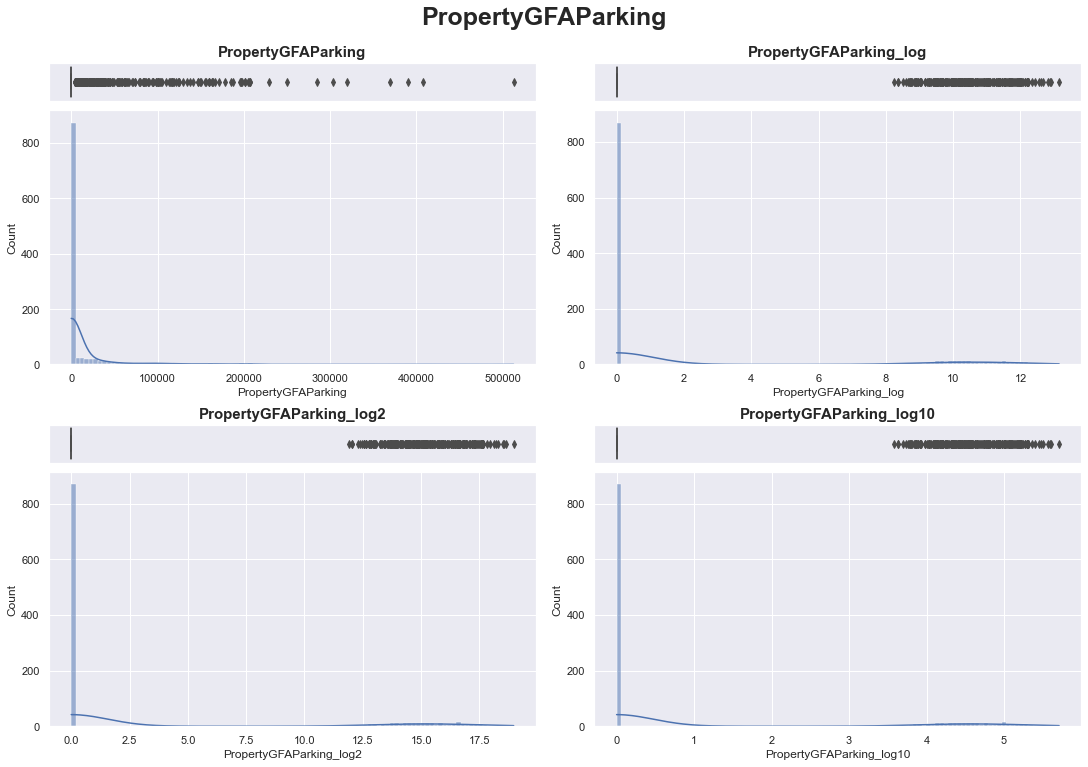 PropertyGFAParking
PropertyGFAParking
PropertyGFAParking_log
800
600
400
200
0
Count
0 100000 200000 300000 400000 500000
PropertyGFAParking
800
600
400
200
0
Count
0 2 4 6 8 10 12
PropertyGFAParking_log
PropertyGFAParking_log2
PropertyGFAParking_log10
800
600
400
200
0
Count
0.0 2.5 5.0 7.5 10.0 12.5 15.0 17.5
PropertyGFAParking_log2
800
600
400
200
0
Count
0 1 2 3 4 5
PropertyGFAParking_log10